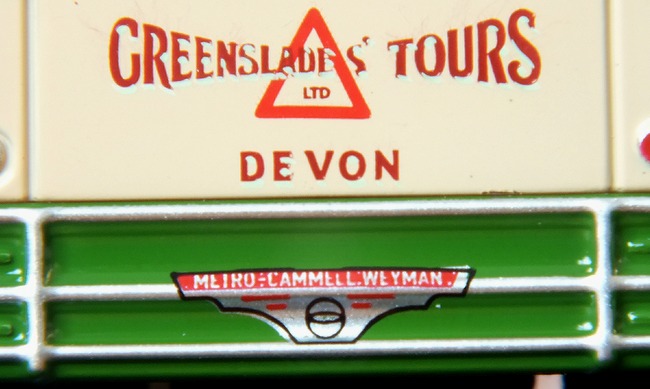 GREENSLADES' TOURS
LTD
DEVON
METRO-CAMMELL.WEYMAN.